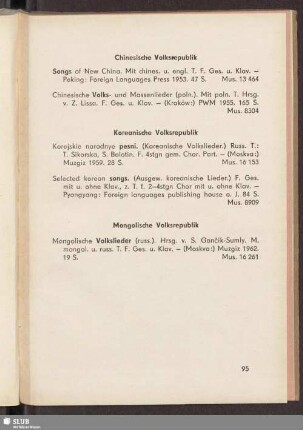 Chinesische Volksrepublik
Songs of New China. Mit chines. u. engl. T. F. Ges. u. Klav. –
Peking: Foreign Languages Press 1953. 47 S. Mus. 13 464
Chinesische Volks- und Massenlieder (poln.). Mit poln. T. Hrsg.
v. Z. Lissa. F. Ges. u. Klav. – (Kraków:) PWM 1955. 165 S.
Mus. 8304
Koreanische Volksrepublik
Korejskie narodnye pesni. (Koreanische Volkslieder.) Russ. T.:
T. Sikorska, S. Bolotin. F. 4stgn gem. Chor. Part. – (Moskva:)
Muzgiz 1959. 28 S. Mus. 16 153
Selected korean songs. (Ausgew. koreanische Lieder.) F. Ges.
mit u. ohne Klav., z. T. f. 2–4stgn Chor mit u. ohne Klav. –
Pyongyang: Foreign languages publishing house o. J. 84 S.
Mus. 8909
Mongolische Volksrepublik
Mongolische Volkslieder (russ.). Hrsg. v. S. Gončik-Sumly. M.
mongol. u. russ. T. F. Ges. u. Klav. – (Moskva:) Muzgiz 1962.
19 S. Mus. 16 261
95
SLUB
Wir führen Wissen.